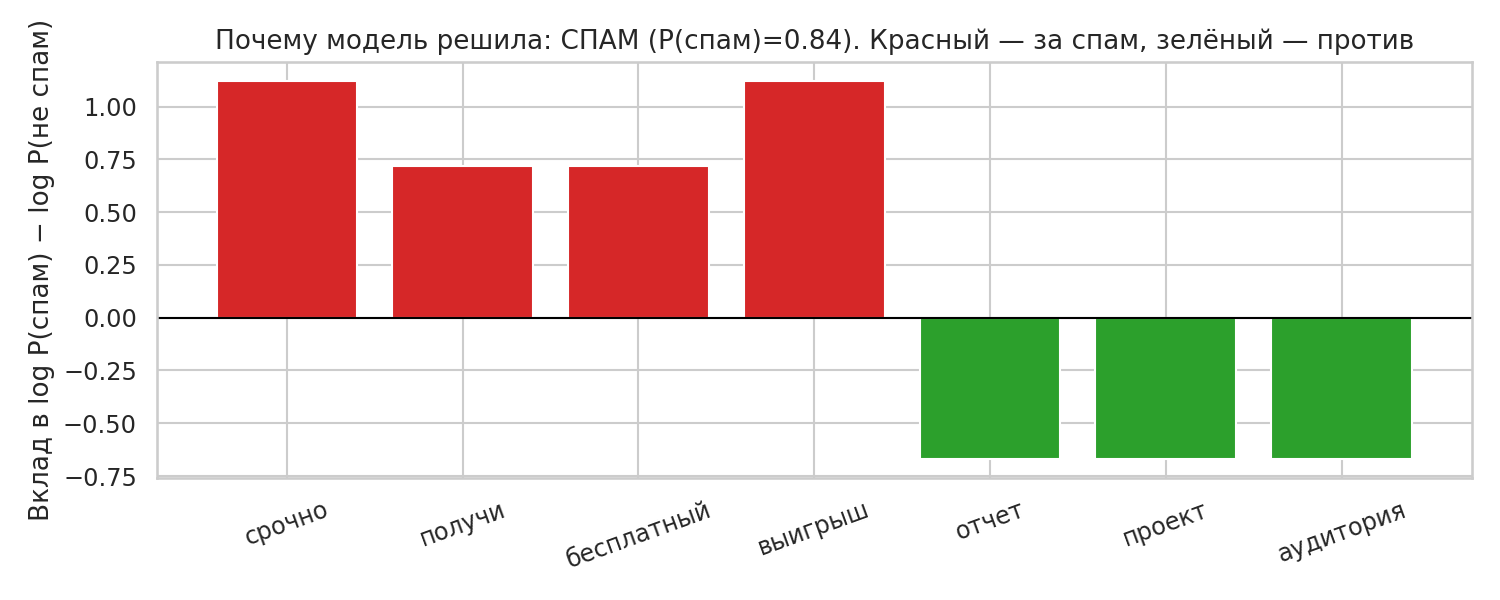 Почему модель решила: СПАМ (P(спам)=0.84). Красный — за спам, зелёный — против
Вклад в log P(спам) − log P(не спам)
1.00
0.75
0.50
0.25
0.00
−0.25
−0.50
−0.75
срочно
получи
бесплатный
выигрыш
отчет
проект
аудитория